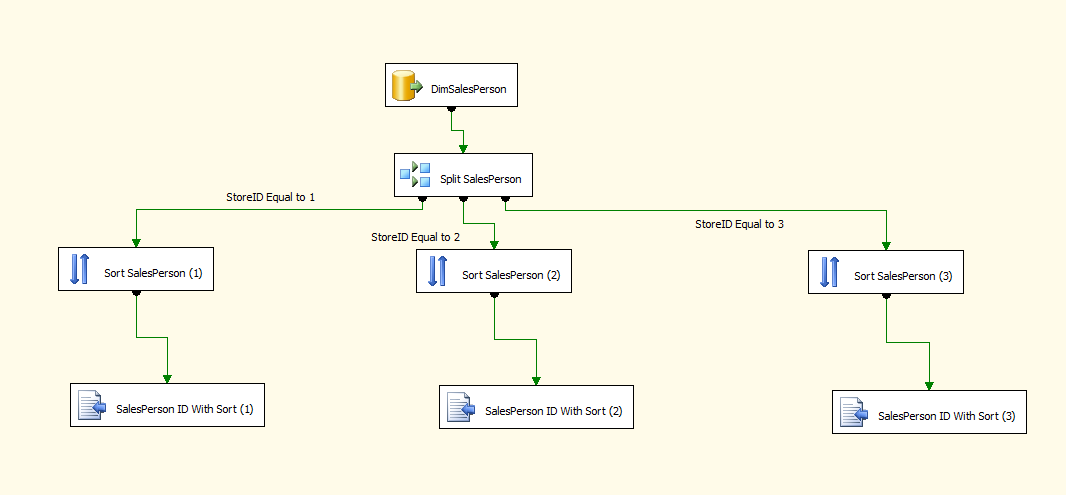 DimSalesPerson
Split SalesPerson
StoreID Equal to 1
StoreID Equal to 2
StoreID Equal to 3
Sort SalesPerson (1)
Sort SalesPerson (2)
Sort SalesPerson (3)
SalesPerson ID With Sort (1)
SalesPerson ID With Sort (2)
SalesPerson ID With Sort (3)